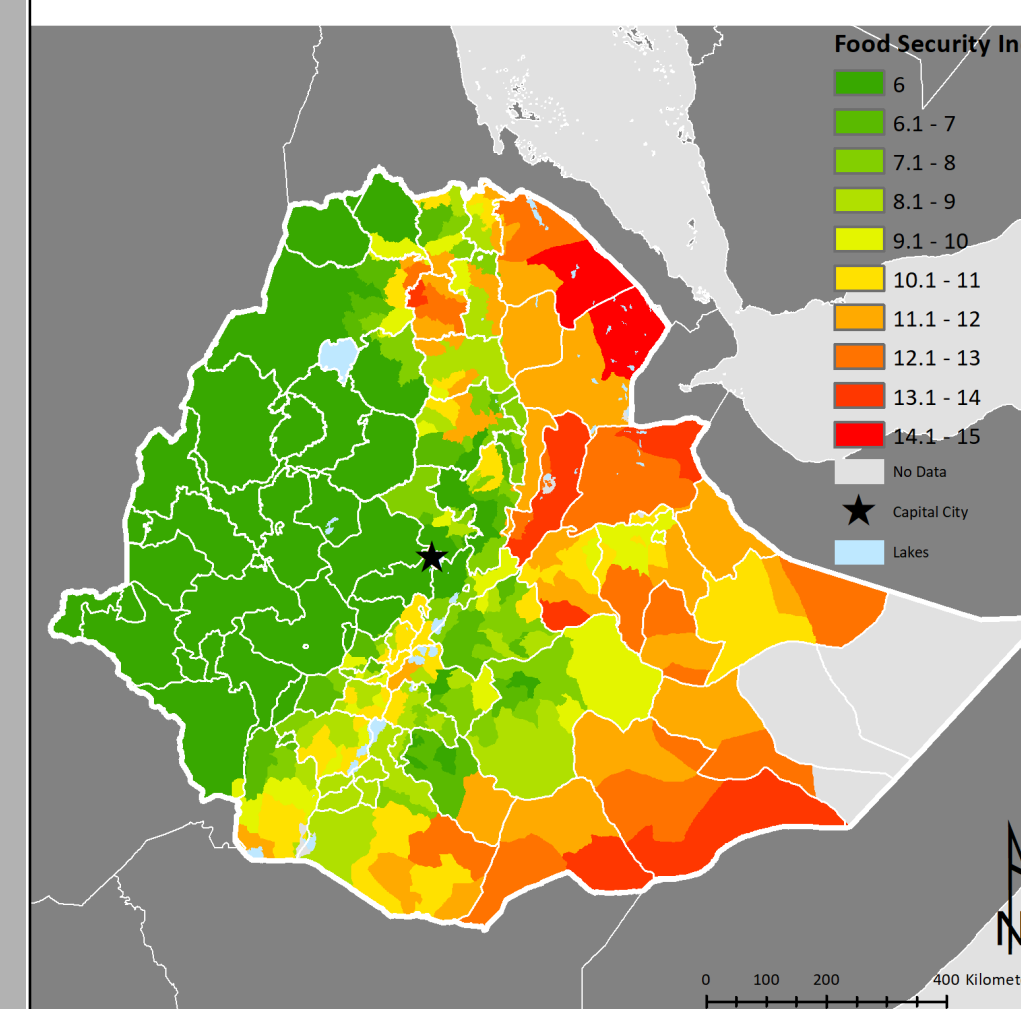 Food Security In
6
6.1 - 7
7.1 - 8
8.1 - 9
9.1 - 10
10.1 - 11
11.1 - 12
12.1 - 13
13.1 - 14
14.1 - 15
No Data
Capital City
Lakes
N
0 100 200 400 Kilomet